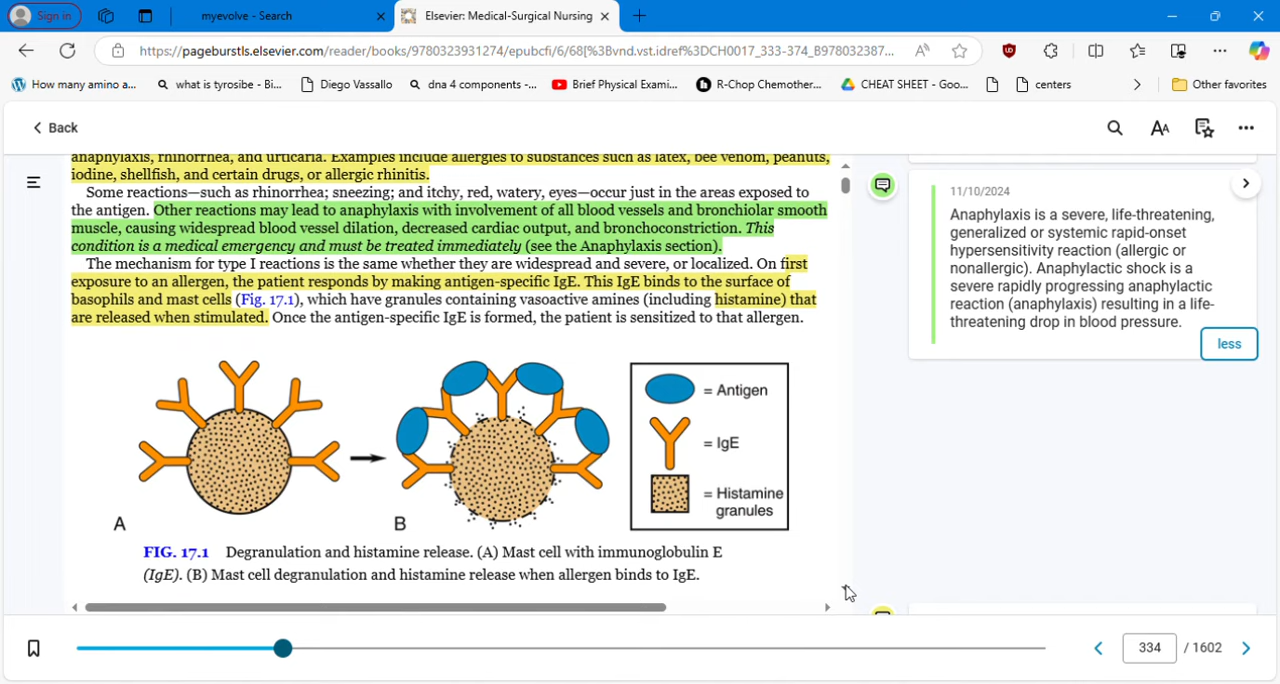 Sign in
myevolve - Search
Elsevier: Medical-Surgical Nursing
https://pageburstls.elsevier.com/reader/books/9780323931274/epubcfi/6/68[%3Bvnd.vst.idref%3DCH0017_333-374_B978032387...
How many amino a...
what is tyrosibe - Bi...
Diego Vassallo
dna 4 components -...
Brief Physical Exami...
R-Chop Chemother...
CHEAT SHEET - Goo...
centers
Other favorites
Back
AA
anaphylaxis, rhinorrhea, and urticaria. Examples include allergies to substances such as latex, bee venom, peanuts,
iodine, shellfish, and certain drugs, or allergic rhinitis.
Some reactions—such as rhinorrhea; sneezing; and itchy, red, watery, eyes—occur just in the areas exposed to
the antigen. Other reactions may lead to anaphylaxis with involvement of all blood vessels and bronchiolar smooth
muscle, causing widespread blood vessel dilation, decreased cardiac output, and bronchoconstriction. This
condition is a medical emergency and must be treated immediately (see the Anaphylaxis section).
The mechanism for type I reactions is the same whether they are widespread and severe, or localized. On first
exposure to an allergen, the patient responds by making antigen-specific IgE. This IgE binds to the surface of
basophils and mast cells (Fig. 17.1), which have granules containing vasoactive amines (including histamine) that
are released when stimulated. Once the antigen-specific IgE is formed, the patient is sensitized to that allergen.
= Antigen
= IgE
= Histamine
granules
A
B
FIG. 17.1 Degranulation and histamine release. (A) Mast cell with immunoglobulin E
(IgE). (B) Mast cell degranulation and histamine release when allergen binds to IgE.
11/10/2024
Anaphylaxis is a severe, life-threatening,
generalized or systemic rapid-onset
hypersensitivity reaction (allergic or
nonallergic). Anaphylactic shock is a
severe rapidly progressing anaphylactic
reaction (anaphylaxis) resulting in a life-
threatening drop in blood pressure.
less
334 / 1602